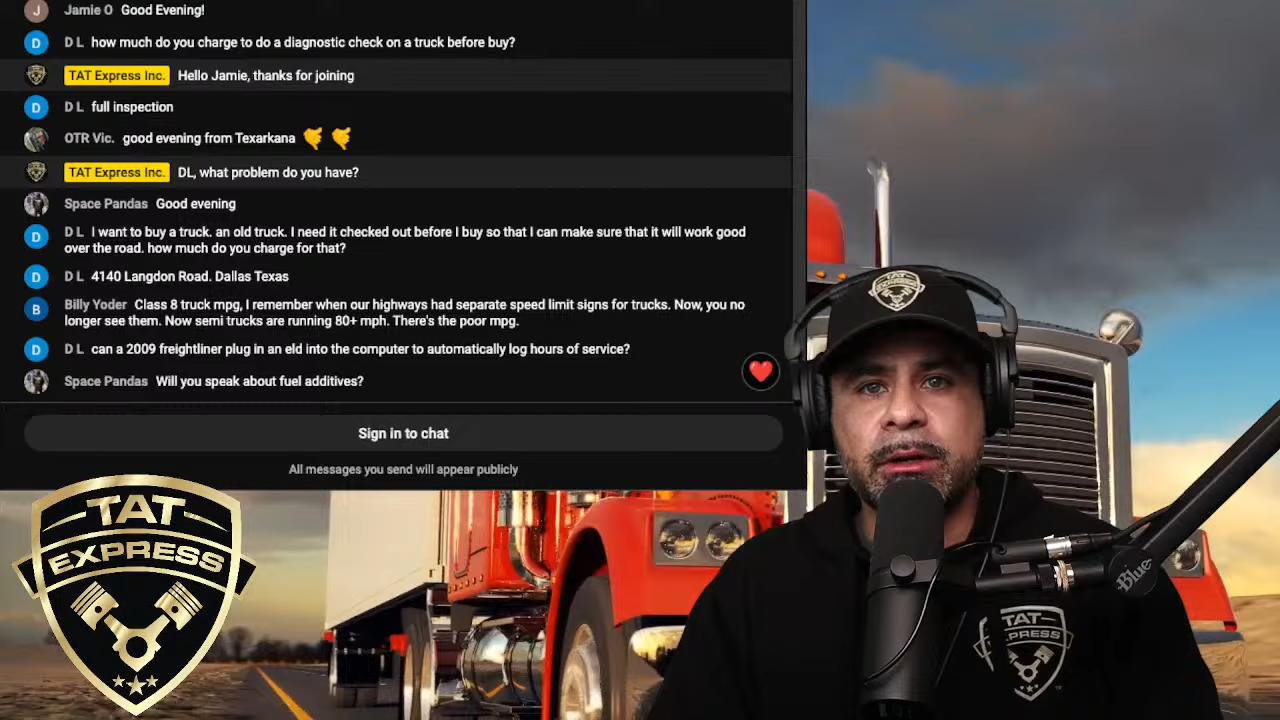 Jamie O Good Evening!
D L how much do you charge to do a diagnostic check on a truck before buy?
TAT Express Inc. Hello Jamie, thanks for joining
D L full inspection
OTR Vic. good evening from Texarkana 🤙 🤙
TAT Express Inc. DL, what problem do you have?
Space Pandas Good evening
D L I want to buy a truck. an old truck. I need it checked out before I buy so that I can make sure that it will work good
over the road. how much do you charge for that?
D L 4140 Langdon Road. Dallas Texas
Billy Yoder Class 8 truck mpg, I remember when our highways had separate speed limit signs for trucks. Now, you no
longer see them. Now semi trucks are running 80+ mph. There's the poor mpg.
D L can a 2009 freightliner plug in an eld into the computer to automatically log hours of service?
Space Pandas Will you speak about fuel additives?
Sign in to chat
All messages you send will appear publicly
J
D
D
D
D
B
D
TAT
EXPRESS
TAT
EXPRESS
Blue